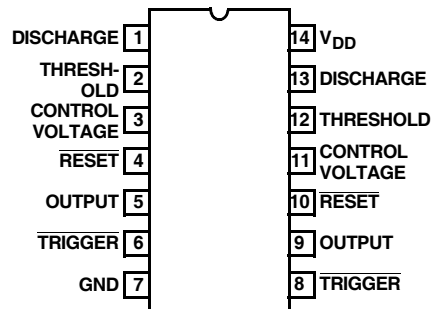 DISCHARGE 1 14 VDD
THRESH-
OLD 2 13 DISCHARGE
CONTROL
VOLTAGE 3 12 THRESHOLD
RESET 4 11 CONTROL
VOLTAGE
OUTPUT 5 10 RESET
TRIGGER 6 9 OUTPUT
GND 7 8 TRIGGER